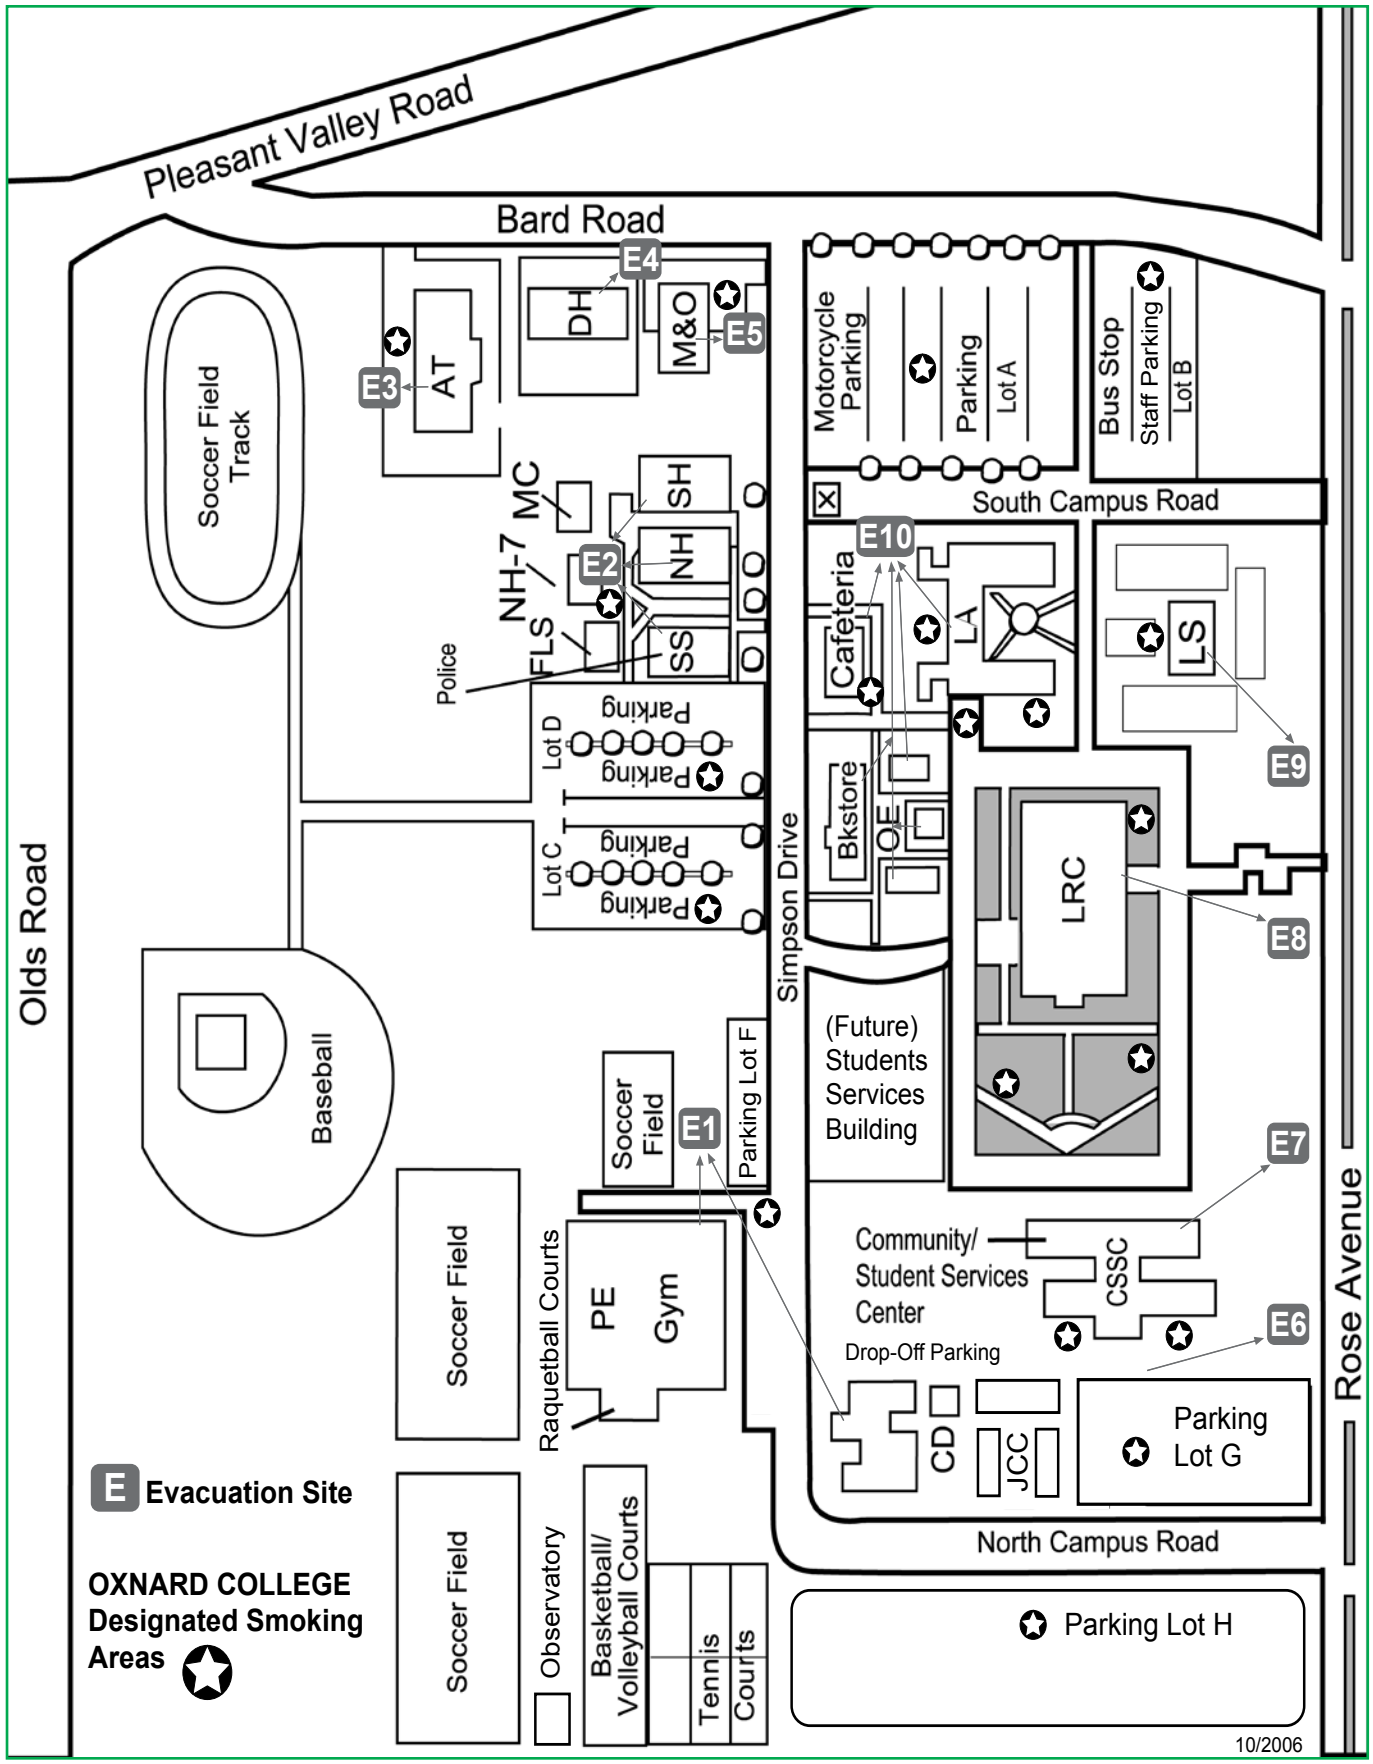 Pleasant Valley Road
Bard Road
E4
DH
M&O
E5
AT
E3
Soccer Field
Track
Motorcycle
Parking
Parking
Lot A
Bus Stop
Staff Parking
Lot B
South Campus Road
MC
SH
NH-7
E2
NH
FLS
SS
Police
E10
Cafeteria
LA
LS
E9
Lot D
Parking
Parking
Lot C
Parking
Parking
Bkstore
OE
LRC
E8
Simpson Drive
Olds Road
Baseball
Soccer
Field
E1
Parking Lot F
(Future)
Students
Services
Building
E7
Rose Avenue
Community/
Student Services
Center
CSSC
E6
Drop-Off Parking
Soccer Field
Raquetball Courts
PE
Gym
CD
JCC
Parking
Lot G
E Evacuation Site
North Campus Road
OXNARD COLLEGE
Designated Smoking
Areas
Soccer Field
Observatory
Basketball/
Volleyball Courts
Tennis
Courts
Parking Lot H
10/2006